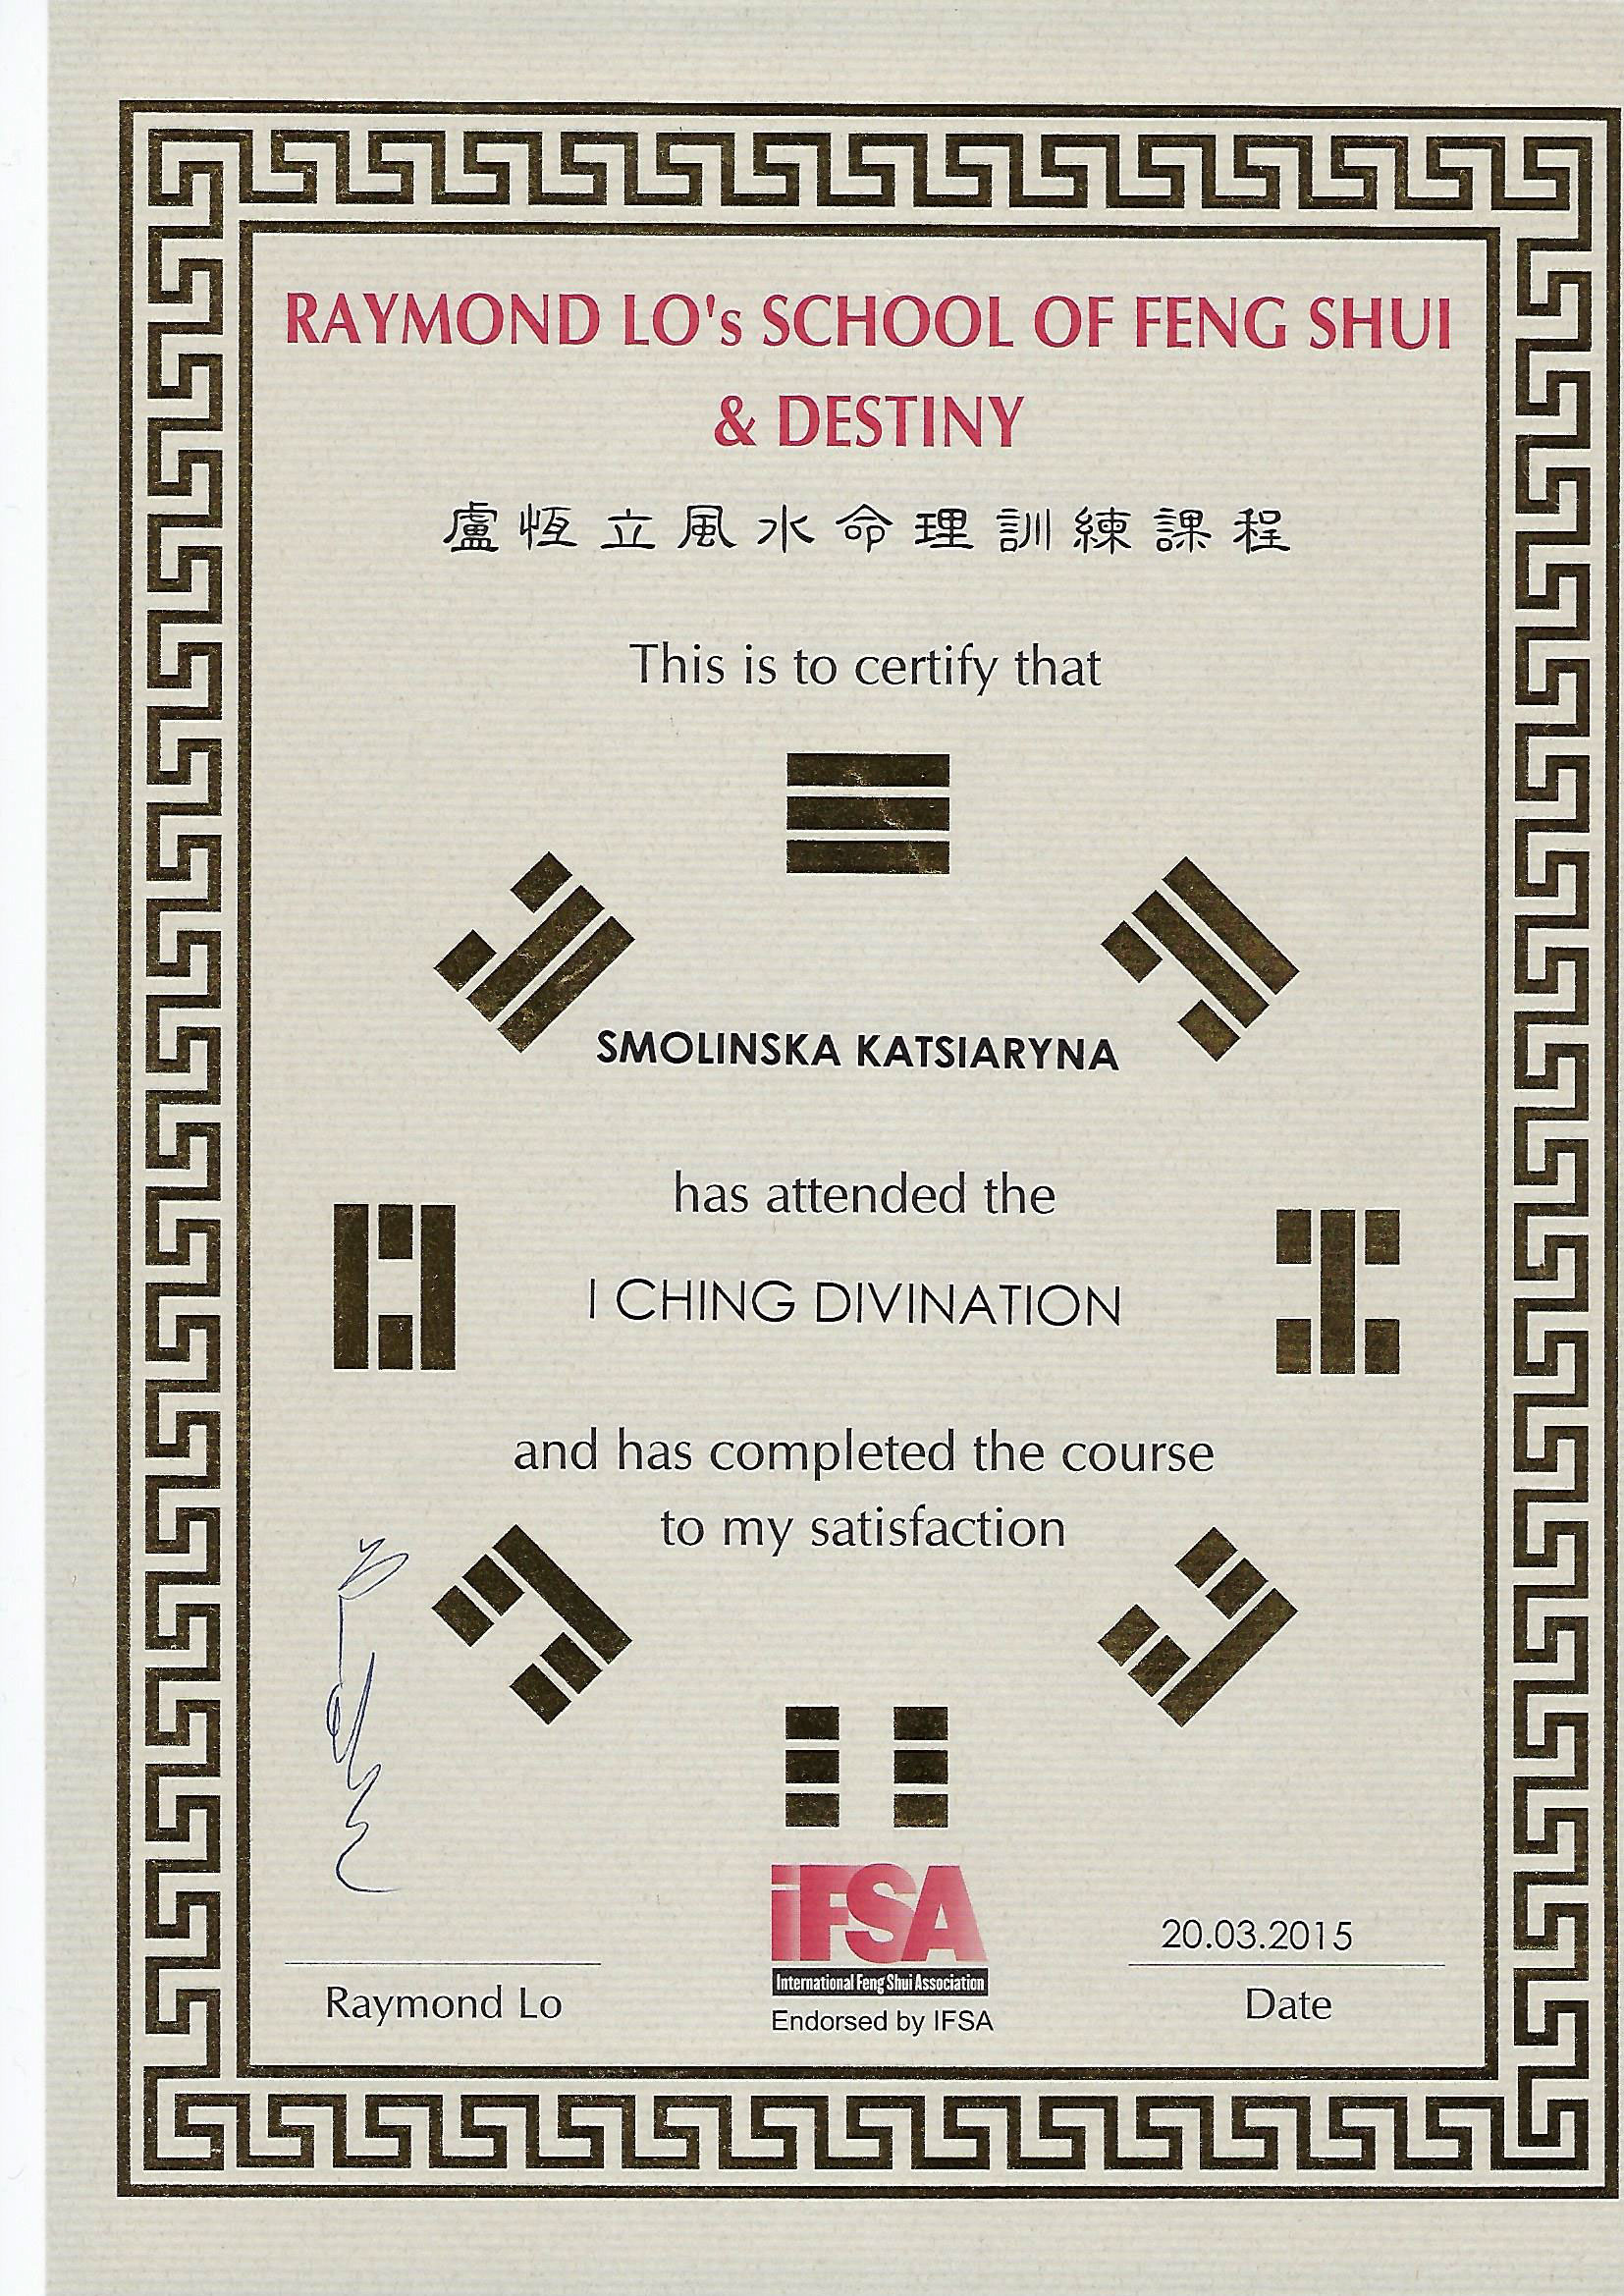 RAYMOND LO's SCHOOL OF FENG SHUI
& DESTINY
盧恆立風水命理訓練課程
This is to certify that
SMOLINSKA KATSIARYNA
has attended the
I CHING DIVINATION
and has completed the course
to my satisfaction
iFSA
International Feng Shui Association
Endorsed by IFSA
Raymond Lo
20.03.2015
Date